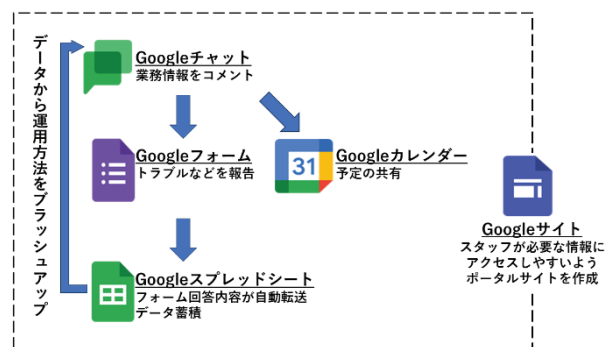 データから運用方法をブラッシュアップ
Googleチャット
業務情報をコメント
Googleフォーム
トラブルなどを報告
31
Googleカレンダー
予定の共有
Googleスプレッドシート
フォーム回答内容が自動転送
データ蓄積
Googleサイト
スタッフが必要な情報に
アクセスしやすいよう
ポータルサイトを作成